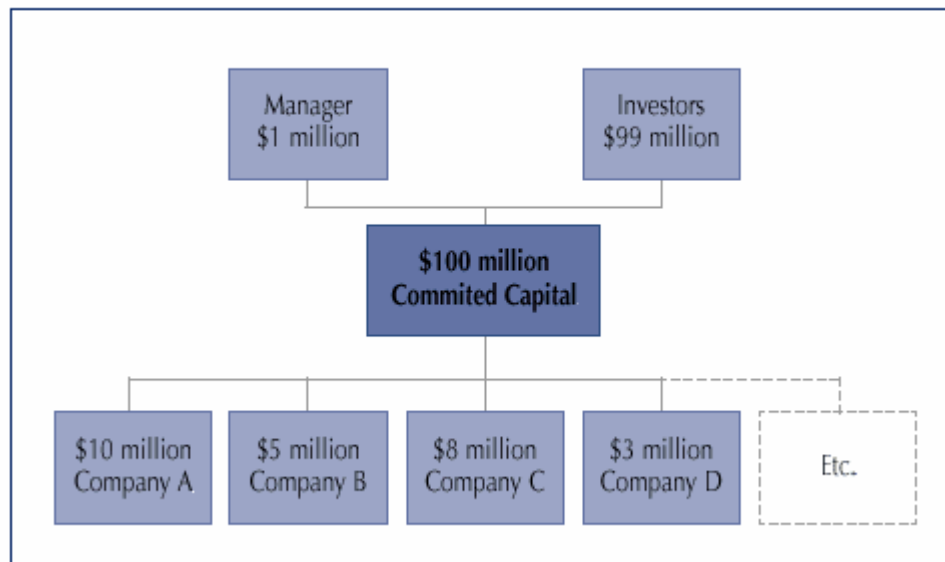 Manager
$1 million
Investors
$99 million
$100 million
Commited Capital
$10 million
Company A
$5 million
Company B
$8 million
Company C
$3 million
Company D
Etc.